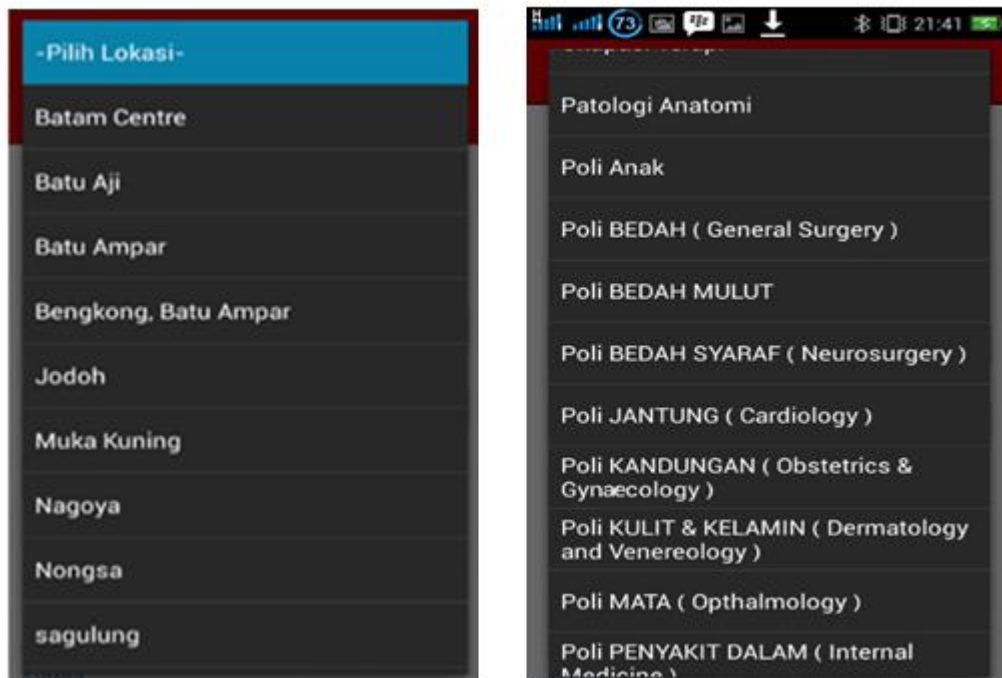 -Pilih Lokasi-
Batam Centre
Batu Aji
Batu Ampar
Bengkong, Batu Ampar
Jodoh
Muka Kuning
Nagoya
Nongsa
sagulung
73
21:41
Patologi Anatomi
Poli Anak
Poli BEDAH ( General Surgery )
Poli BEDAH MULUT
Poli BEDAH SYARAF ( Neurosurgery )
Poli JANTUNG ( Cardiology )
Poli KANDUNGAN ( Obstetrics &
Gynaecology )
Poli KULIT & KELAMIN ( Dermatology
and Venereology )
Poli MATA ( Opthalmology )
Poli PENYAKIT DALAM ( Internal
Medicine )